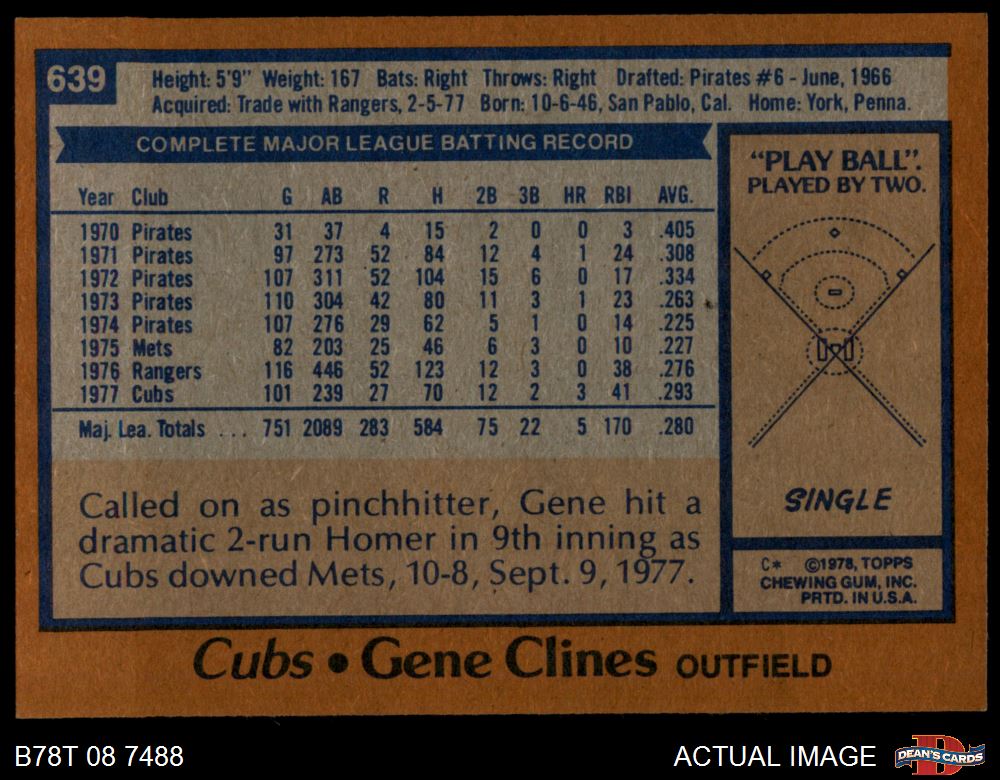 639
Height: 5'9" Weight: 167 Bats: Right Throws: Right Drafted: Pirates #6 - June, 1966
Acquired: Trade with Rangers, 2-5-77 Born: 10-6-46, San Pablo, Cal. Home: York, Penna.
COMPLETE MAJOR LEAGUE BATTING RECORD
Year Club G AB R H 2B 3B HR RBI AVG.
1970 Pirates 31 37 4 15 2 0 0 3 .405
1971 Pirates 97 273 52 84 12 4 1 24 .308
1972 Pirates 107 311 52 104 15 6 0 17 .334
1973 Pirates 110 304 42 80 11 3 1 23 .263
1974 Pirates 107 276 29 62 5 1 0 14 .225
1975 Mets 82 203 25 46 6 3 0 10 .227
1976 Rangers 116 446 52 123 12 3 0 38 .276
1977 Cubs 101 239 27 70 12 2 3 41 .293
Maj. Lea. Totals ... 751 2089 283 584 75 22 5 170 .280
Called on as pinchhitter, Gene hit a
dramatic 2-run Homer in 9th inning as
Cubs downed Mets, 10-8, Sept. 9, 1977.
"PLAY BALL".
PLAYED BY TWO.
SINGLE
C* ©1978, TOPPS
CHEWING GUM, INC.
PRTD. IN U.S.A.
Cubs • Gene Clines OUTFIELD
B78T 08 7488
ACTUAL IMAGE
D
DEAN'S CARDS